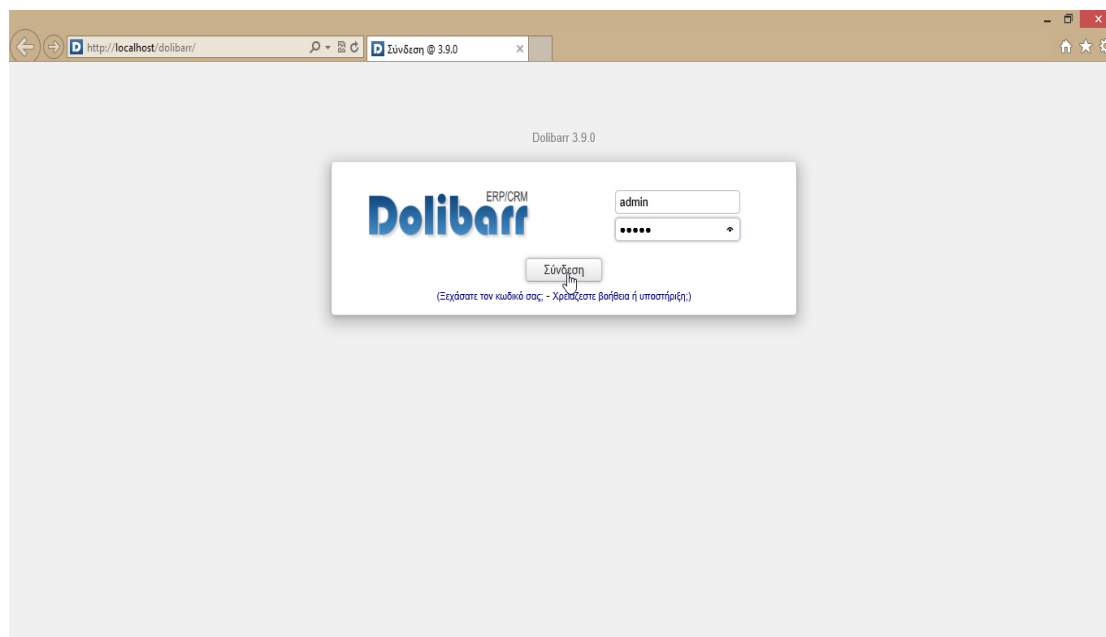 http://localhost/dolibarr/
Σύνδεση @ 3.9.0
Dolibarr 3.9.0
ERP/CRM
Dolibarr
admin
Σύνδεση
(Ξεχάσατε τον κωδικό σας; - Χρειάζεστε βοήθεια ή υποστήριξη;)